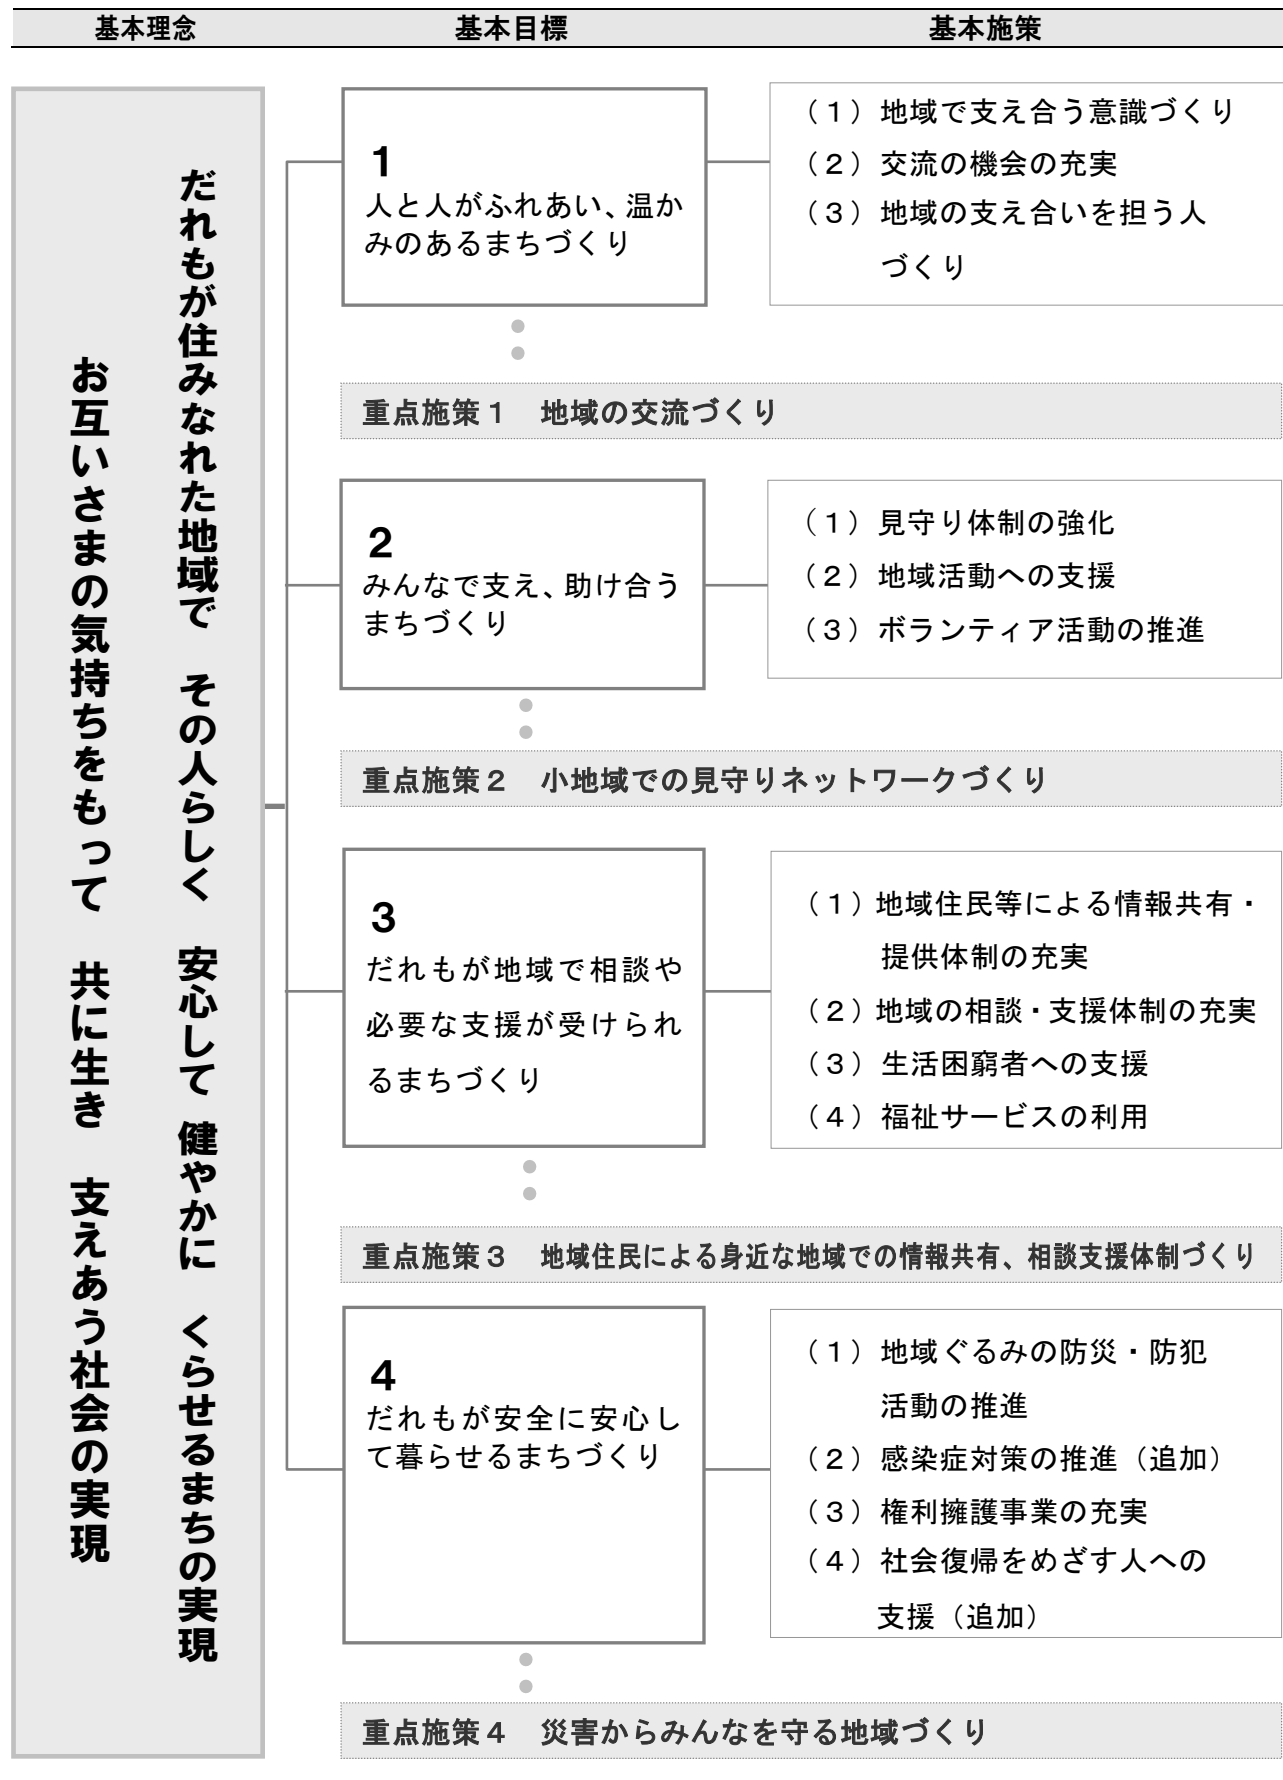 基本理念　基本目標　基本施策
だれもが住みなれた地域で　その人らしく　安心して 健やかに　くらせるまちの実現
お互いさまの気持ちをもって　共に生き　支えあう社会の実現
1
人と人がふれあい、温か
みのあるまちづくり
（１）地域で支え合う意識づくり
（２）交流の機会の充実
（３）地域の支え合いを担う人
づくり
重点施策１　地域の交流づくり
2
みんなで支え、助け合う
まちづくり
（１）見守り体制の強化
（２）地域活動への支援
（３）ボランティア活動の推進
重点施策２　小地域での見守りネットワークづくり
3
だれもが地域で相談や
必要な支援が受けられ
るまちづくり
（１）地域住民等による情報共有・
提供体制の充実
（２）地域の相談・支援体制の充実
（３）生活困窮者への支援
（４）福祉サービスの利用
重点施策３　地域住民による身近な地域での情報共有、相談支援体制づくり
4
だれもが安全に安心し
て暮らせるまちづくり
（１）地域ぐるみの防災・防犯
活動の推進
（２）感染症対策の推進（追加）
（３）権利擁護事業の充実
（４）社会復帰をめざす人への
支援（追加）
重点施策４　災害からみんなを守る地域づくり